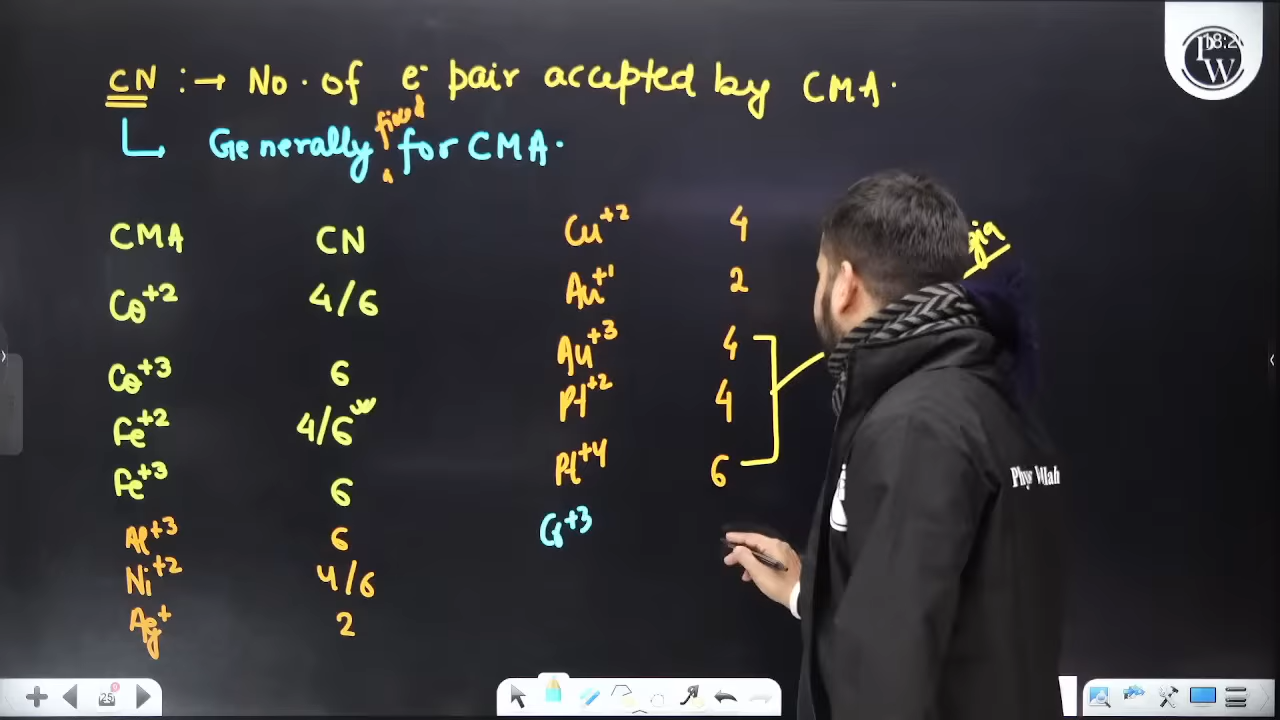 CN :→ No. of e⁻ pair accepted by CMA.
Generally fixed for a CMA.
CMA CN
Co+2 4/6
Co+3 6
Fe+2 4/6
Fe+3 6
Al+3 6
Ni+2 4/6
Ag+ 2
Cu+2 4
Au+1 2
Au+3 4
Pt+2 4
Pt+4 6
Cr+3
PW
25